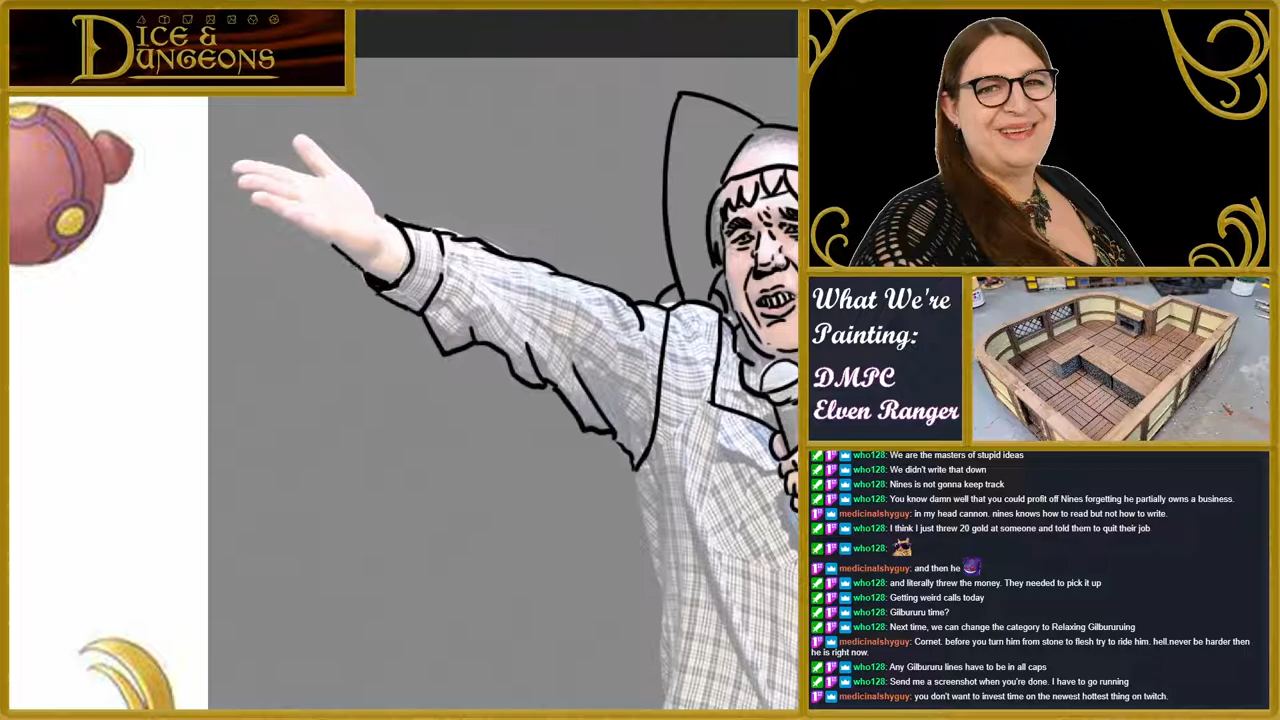 DICE &
DUNGEONS
What We're
Painting:
DMPC
Elven Ranger
who128: We are the masters of stupid ideas
who128: We didn't write that down
who128: Nines is not gonna keep track
who128: You know damn well that you could profit off Nines forgetting he partially owns a business.
medicinalshyguy: in my head cannon. nines knows how to read but not how to write.
who128: I think I just threw 20 gold at someone and told them to quit their job
who128:
medicinalshyguy: and then he
who128: and literally threw the money. They needed to pick it up
who128: Getting weird calls today
who128: Gilbururu time?
who128: Next time, we can change the category to Relaxing Gilbururuing
medicinalshyguy: Cornet. before you turn him from stone to flesh try to ride him. hell.never be harder then
he is right now.
who128: Any Gilbururu lines have to be in all caps
who128: Send me a screenshot when you're done. I have to go running
medicinalshyguy: you don't want to invest time on the newest hottest thing on twitch.